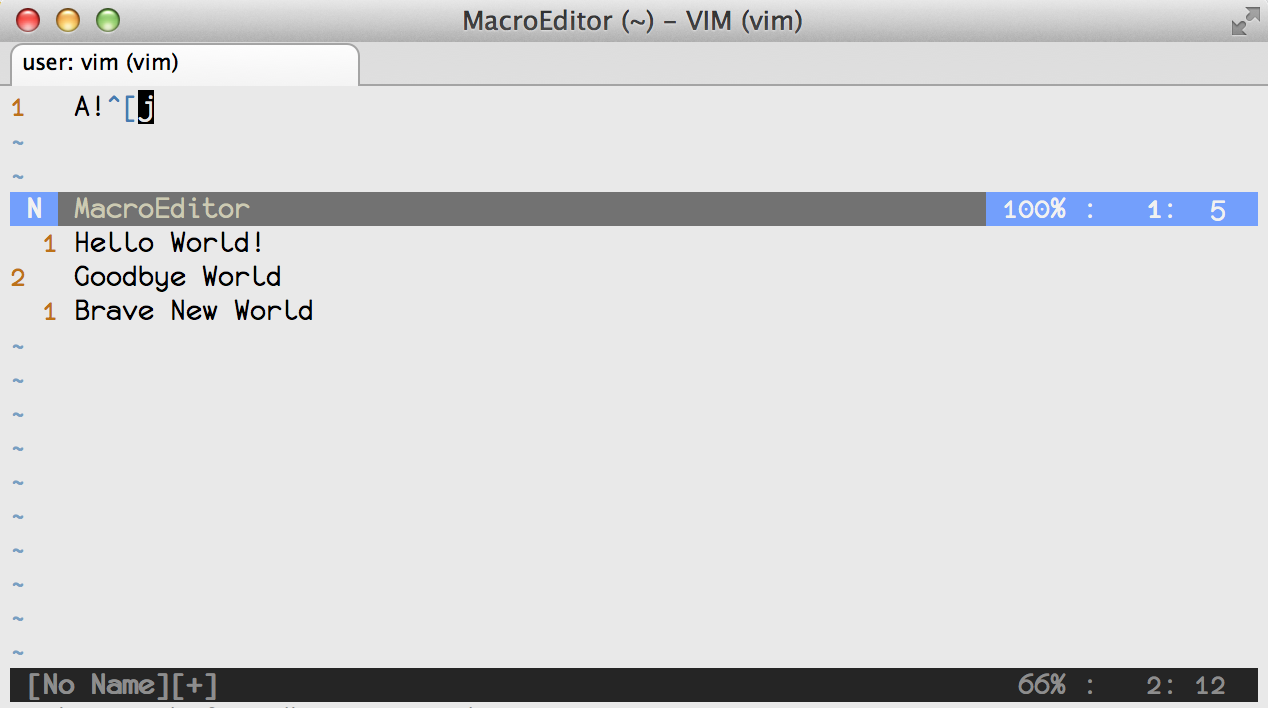 MacroEditor (~) – VIM (vim)
user: vim (vim)
1 A!^[j
~
~
N MacroEditor 100% : 1: 5
1 Hello World!
2 Goodbye World
1 Brave New World
~
~
~
~
~
~
~
~
~
~
[No Name][+] 66% : 2: 12